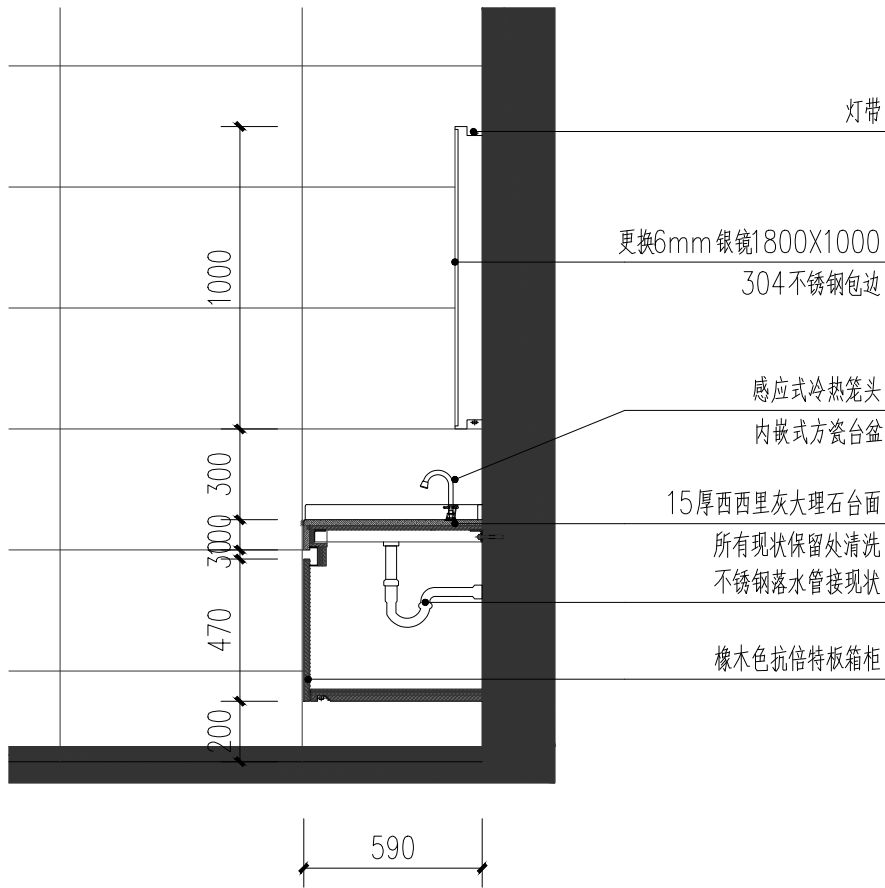 灯带
更换6mm银镜1800X1000
304不锈钢包边
感应式冷热笼头
内嵌式方瓷台盆
15厚西西里灰大理石台面
所有现状保留处清洗
不锈钢落水管接现状
橡木色抗倍特板箱柜
1000
300
100
30
470
200
590